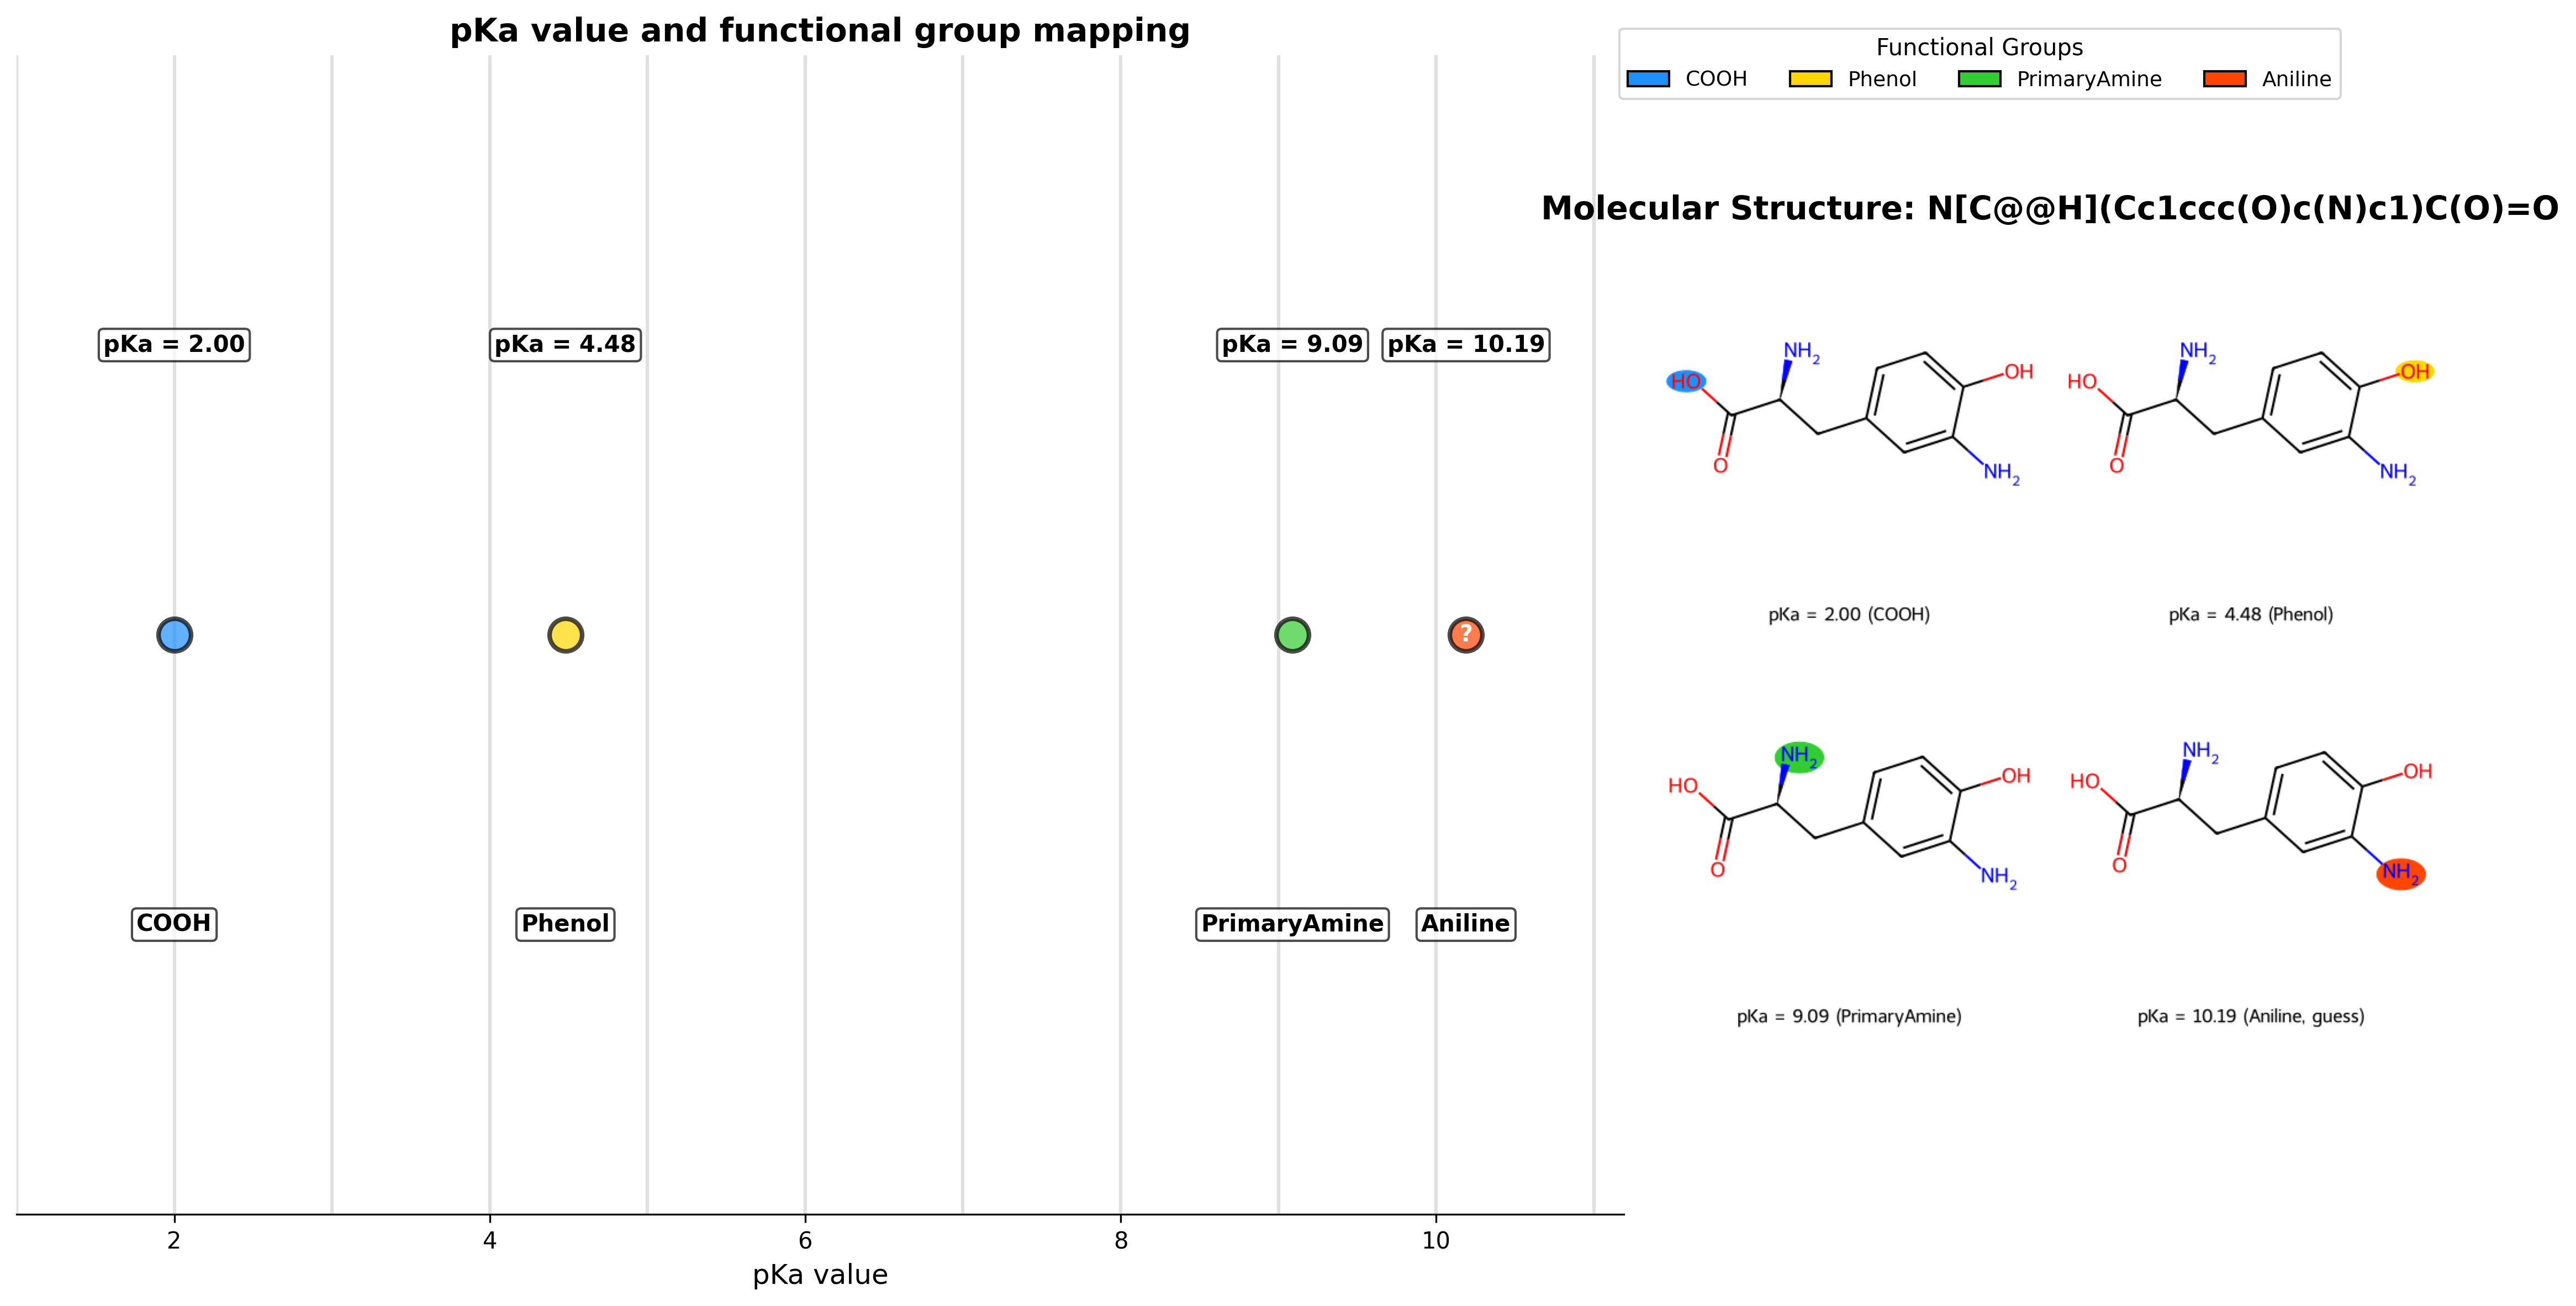 pKa value and functional group mapping
Functional Groups
COOH Phenol PrimaryAmine Aniline
Molecular Structure: N[C@@H](Cc1ccc(O)c(N)c1)C(O)=O
pKa = 2.00 pKa = 4.48 pKa = 9.09 pKa = 10.19
?
COOH Phenol PrimaryAmine Aniline
2 4 6 8 10
pKa value
NH2
HO
OH
O
NH2
pKa = 2.00 (COOH)
NH2
HO
OH
O
NH2
pKa = 4.48 (Phenol)
NH2
HO
OH
O
NH2
pKa = 9.09 (PrimaryAmine)
NH2
HO
OH
O
NH2
pKa = 10.19 (Aniline, guess)